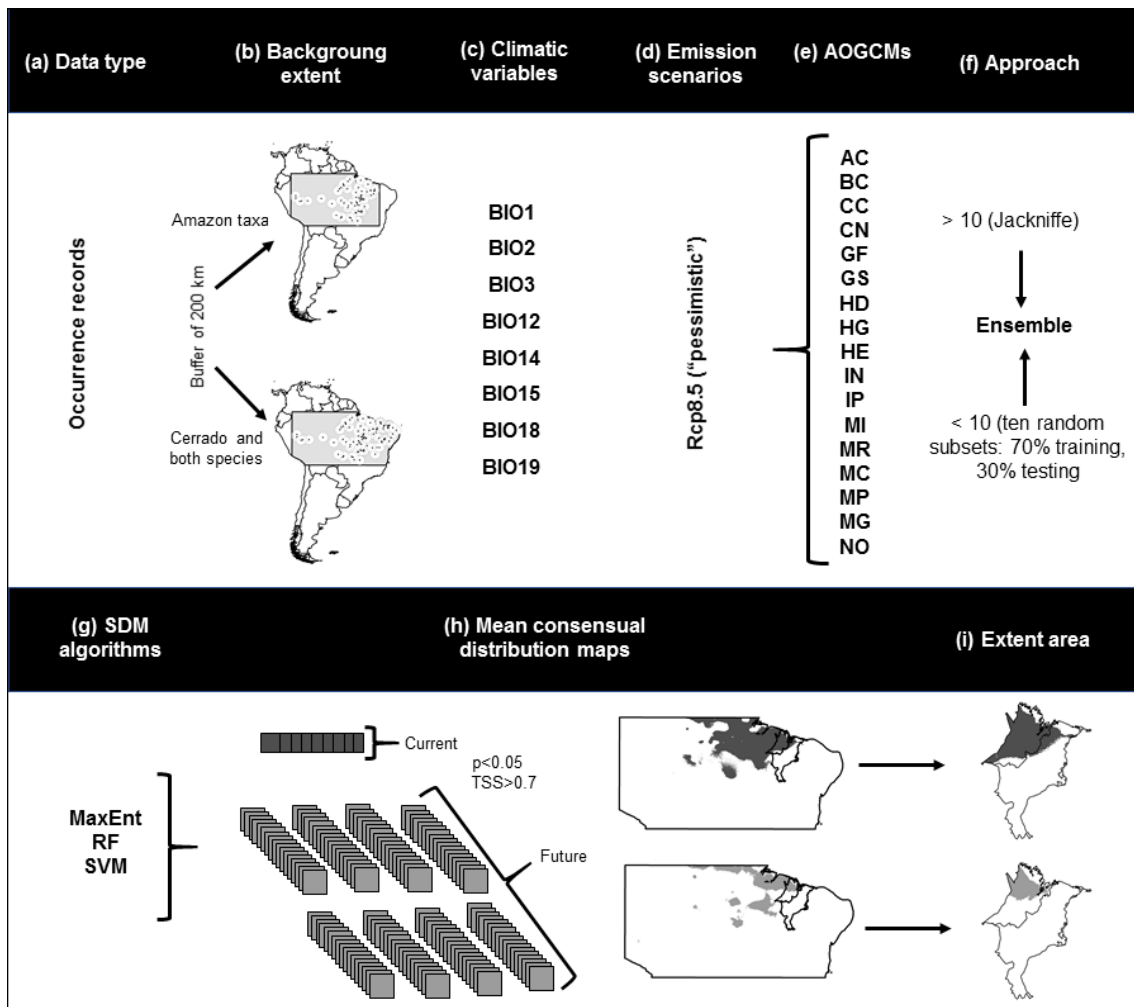 (a) Data type
(b) Backgroung
extent
(c) Climatic
variables
(d) Emission
scenarios
(e) AOGCMs
(f) Approach
Occurrence records
Buffer of 200 km
Amazon taxa
Cerrado and
both species
BIO1
BIO2
BIO3
BIO12
BIO14
BIO15
BIO18
BIO19
Rcp8.5 (“pessimistic”)
AC
BC
CC
CN
GF
GS
HD
HG
HE
IN
IP
MI
MR
MC
MP
MG
NO
> 10 (Jackniffe)
Ensemble
< 10 (ten random
subsets: 70% training,
30% testing
(g) SDM
algorithms
(h) Mean consensual
distribution maps
(i) Extent area
MaxEnt
RF
SVM
Current
p<0.05
TSS>0.7
Future